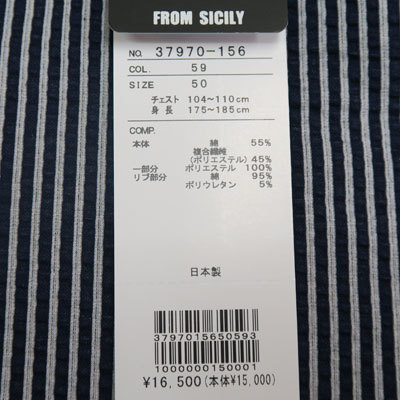 FROM SICILY
NO. 37970-156
COL. 59
SIZE 50
チェスト 104〜110cm
身 長 175〜185cm
COMP.
本体 綿 55%
複合繊維
(ポリエステル) 45%
一部分 ポリエステル 100%
リブ部分 綿 95%
ポリウレタン 5%
日本製
3797015650593
1000000150001
¥16,500(本体¥15,000)